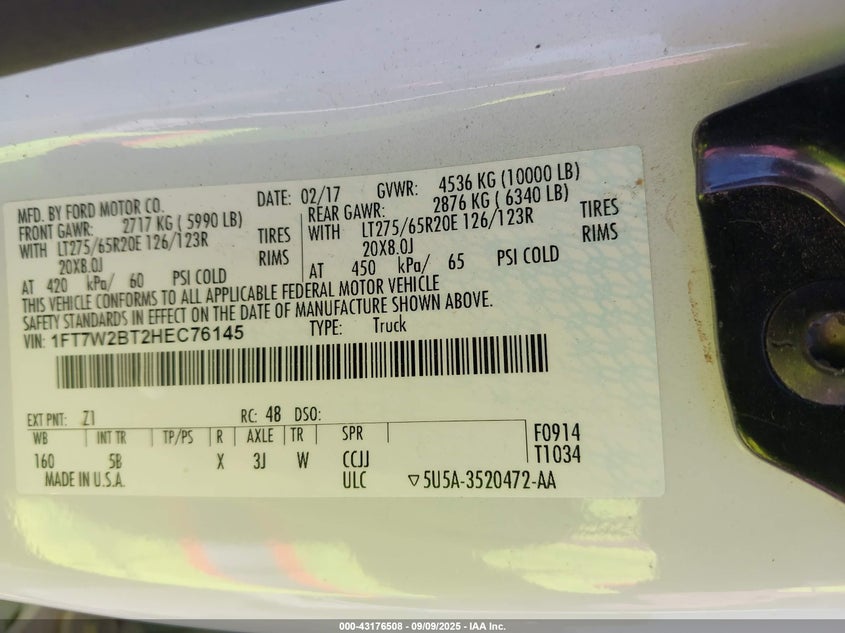 MFD. BY FORD MOTOR CO. DATE: 02/17 GVWR: 4536 KG (10000 LB)
FRONT GAWR: 2717 KG ( 5990 LB) REAR GAWR: 2876 KG ( 6340 LB)
WITH LT275/65R20E 126/123R TIRES WITH LT275/65R20E 126/123R TIRES
20X8.0J RIMS 20X8.0J RIMS
AT 420 kPa/ 60 PSI COLD AT 450 kPa/ 65 PSI COLD
THIS VEHICLE CONFORMS TO ALL APPLICABLE FEDERAL MOTOR VEHICLE
SAFETY STANDARDS IN EFFECT ON THE DATE OF MANUFACTURE SHOWN ABOVE.
VIN: 1FT7W2BT2HEC76145 TYPE: Truck
EXT PNT: Z1 RC: 48 DSO:
WB INT TR TP/PS R AXLE TR SPR F0914
160 5B X 3J W CCJJ T1034
MADE IN U.S.A. ULC ▽5U5A-3520472-AA
000-43176508 - 09/09/2025 - IAA Inc.